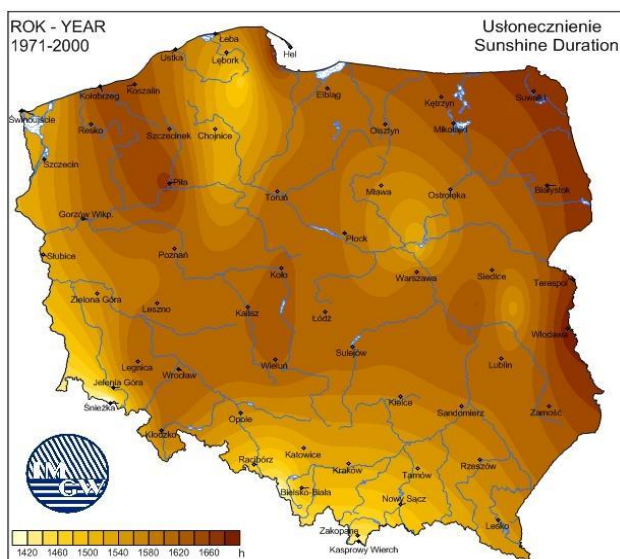 ROK - YEAR
1971-2000
Usłonecznienie
Sunshine Duration
Łeba
Ustka
Lębork
Hel
Koszalin
Kołobrzeg
Elbląg
Kętrzyn
Suwałki
Świnoujście
Resko
Szczecinek
Chojnice
Olsztyn
Mikołajki
Szczecin
Piła
Toruń
Mława
Ostrołęka
Białystok
Gorzów Wlkp.
Płock
Słubice
Poznań
Koło
Warszawa
Siedlce
Terespol
Zielona Góra
Leszno
Kalisz
Łódź
Włodawa
Legnica
Wrocław
Wieluń
Sulejów
Lublin
Jelenia Góra
Śnieżka
Opole
Kielce
Sandomierz
Zamość
Kłodzko
Katowice
Racibórz
Kraków
Tarnów
Rzeszów
Bielsko-Biała
Nowy Sącz
Lesko
Zakopane
Kasprowy Wierch
IM
GW
1420 1460 1500 1540 1580 1620 1660 h